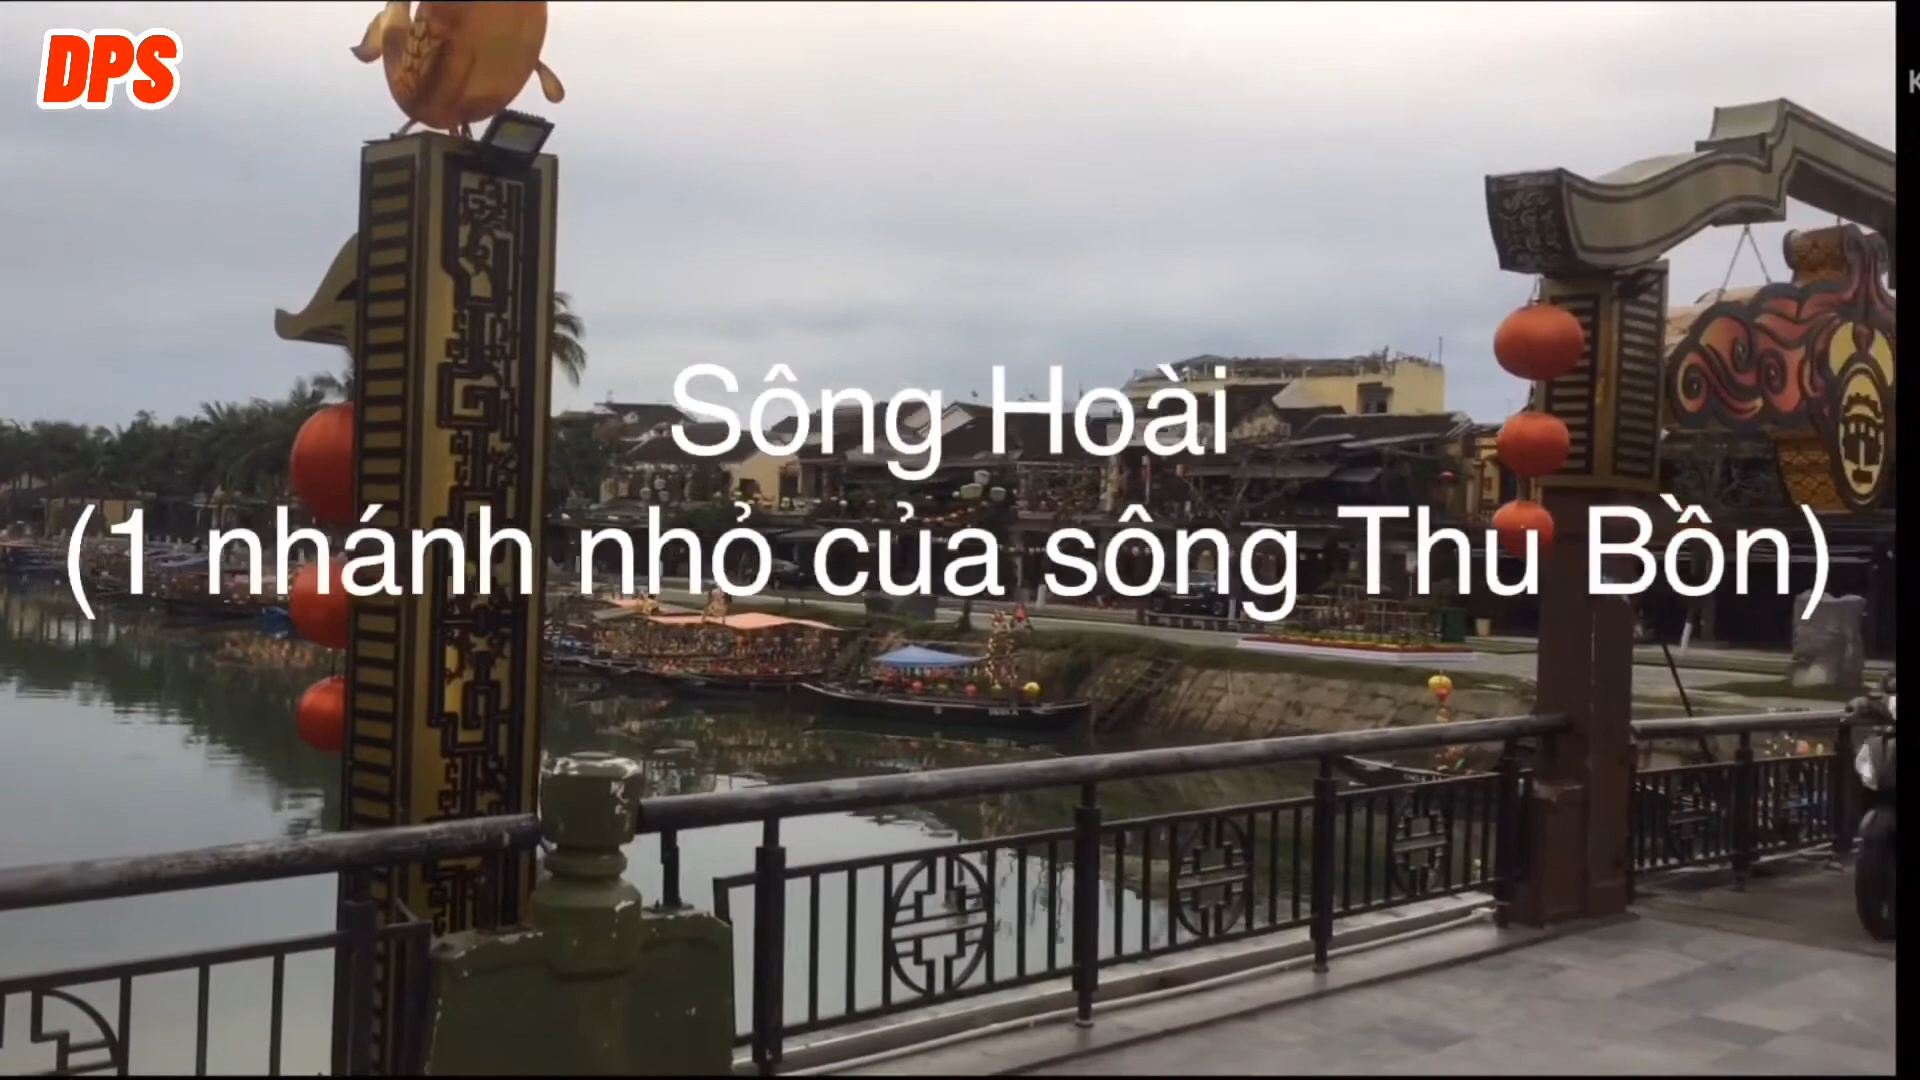 DPS
Sông Hoài
(1 nhánh nhỏ của sông Thu Bồn)